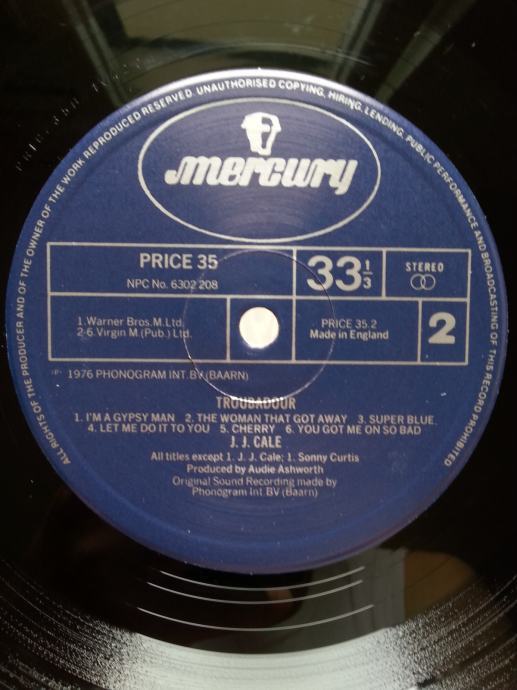 ALL RIGHTS OF THE PRODUCER AND OF THE OWNER OF THE WORK REPRODUCED RESERVED. UNAUTHORISED COPYING, HIRING, LENDING, PUBLIC PERFORMANCE AND BROADCASTING OF THIS RECORD PROHIBITED
mercury
PRICE 35
NPC No. 6302 208
33 1/3
STEREO
1.Warner Bros.M.Ltd.
2-6.Virgin M.(Pub.) Ltd.
PRICE 35.2
Made in England
2
℗ 1976 PHONOGRAM INT.BV (BAARN)
TROUBADOUR
1. I'M A GYPSY MAN 2. THE WOMAN THAT GOT AWAY 3. SUPER BLUE.
4. LET ME DO IT TO YOU 5. CHERRY 6. YOU GOT ME ON SO BAD
J. J. CALE
All titles except 1. J. J. Cale; 1. Sonny Curtis
Produced by Audie Ashworth
Original Sound Recording made by
Phonogram Int.BV (Baarn)